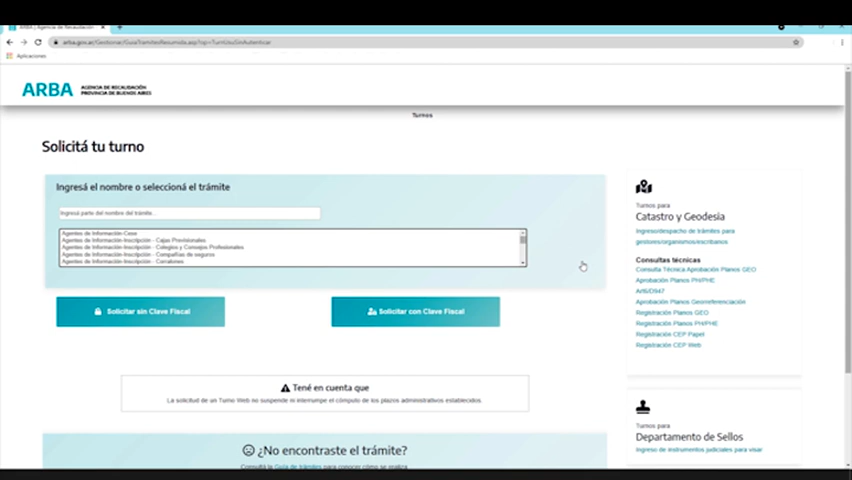 ARBA | Agencia de Recaudación
arba.gov.ar/Gestionar/GuiaTramitesResumida.asp?op=TurnUsuSinAutenticar
Aplicaciones
ARBA AGENCIA DE RECAUDACIÓN
PROVINCIA DE BUENOS AIRES
Turnos
Solicitá tu turno
Ingresá el nombre o seleccioná el trámite
Ingresá parte del nombre del trámite...
Agentes de Información-Cese
Agentes de Información-Inscripción - Cajas Previsionales
Agentes de Información-Inscripción - Colegios y Consejos Profesionales
Agentes de Información-Inscripción - Compañías de seguros
Agentes de Información-Inscripción - Corralones
Solicitar sin Clave Fiscal
Solicitar con Clave Fiscal
Tené en cuenta que
La solicitud de un Turno Web no suspende ni interrumpe el cómputo de los plazos administrativos establecidos.
¿No encontraste el trámite?
Consultá la Guía de trámites para conocer cómo se realiza
Turnos para
Catastro y Geodesia
Ingreso/despacho de trámites para
gestores/organismos/escribanos
Consultas técnicas
Consulta Técnica Aprobación Planos GEO
Aprobación Planos PH/PHE
Art6/D947
Aprobación Planos Georreferenciación
Registración Planos GEO
Registración Planos PH/PHE
Registración CEP Papel
Registración CEP Web
Turnos para
Departamento de Sellos
Ingreso de instrumentos judiciales para visar